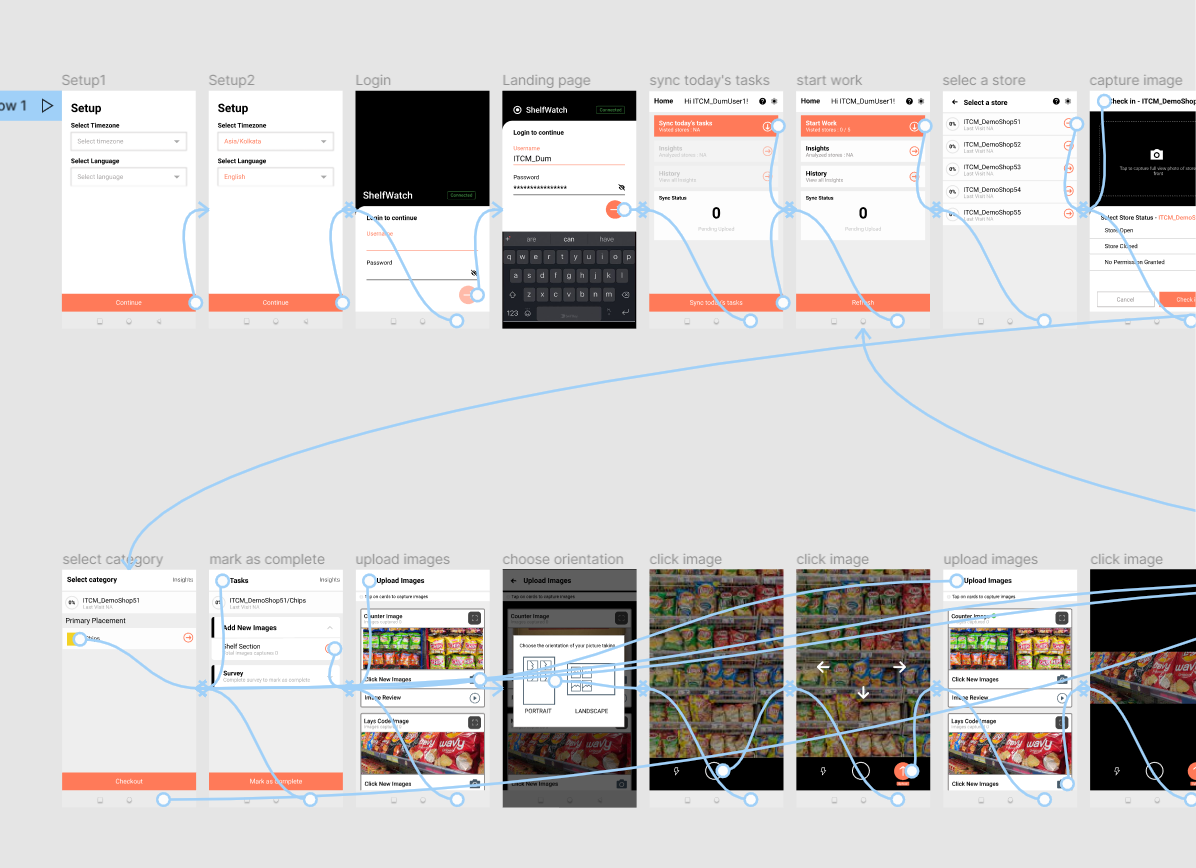 ow 1
Setup1
Setup
Select Timezone
Select timezone
Select Language
Select language
Continue
Setup2
Setup
Select Timezone
Asis/Kolkata
Select Language
English
Continue
Login
ShelfWatch
Connected
Login to continue
Username
Password
Landing page
ShelfWatch
Connected
Login to continue
Username
ITCM_Dum
Password
****************
are can have
q w e r t y u i o p
a s d f g h j k l
z x c v b n m
123
sync today's tasks
Home Hi ITCM_DumUser1!
Sync today's tasks
Visited stores : NA
Insights
Analyzed stores : NA
History
View all Insights
Sync Status
0
Pending Upload
Sync today's tasks
start work
Home Hi ITCM_DumUser1!
Start Work
Visited stores : 0 / 5
Insights
Analyzed stores : NA
History
View all Insights
Sync Status
0
Pending Upload
Refresh
selec a store
Select a store
0% ITCM_DemoShop51
Last Visit NA
0% ITCM_DemoShop52
Last Visit NA
0% ITCM_DemoShop53
Last Visit NA
0% ITCM_DemoShop54
Last Visit NA
0% ITCM_DemoShop55
Last Visit NA
capture image
Check in - ITCM_DemoShop
Tap to capture full view photo of store
front
Select Store Status - ITCM_DemoS
Store Open
Store Closed
No Permission Granted
Cancel
Check
select category
Select category Insights
0% ITCM_DemoShop51
Last Visit NA
Primary Placement
Chips
Checkout
mark as complete
Tasks Insights
ITCM_DemoShop51/Chips
Last Visit NA
Add New Images
Shelf Section
Total images captured 0
Survey
Complete survey to mark as complete
Mark as Complete
upload images
Upload Images
Tap on cards to capture images
Counter Image
Images captured 0
Click New Images
Image Review
Lays Code Image
Images captured 0
Click New Images
choose orientation
Upload Images
Tap on cards to capture images
Counter Image
Choose the orientation of your picture taking
PORTRAIT
LANDSCAPE
Click New Images
click image
click image
upload images
Upload Images
Tap on cards to capture images
Counter Image
Click New Images
Image Review
Lays Code Image
Images captured 0
Click New Images
click image